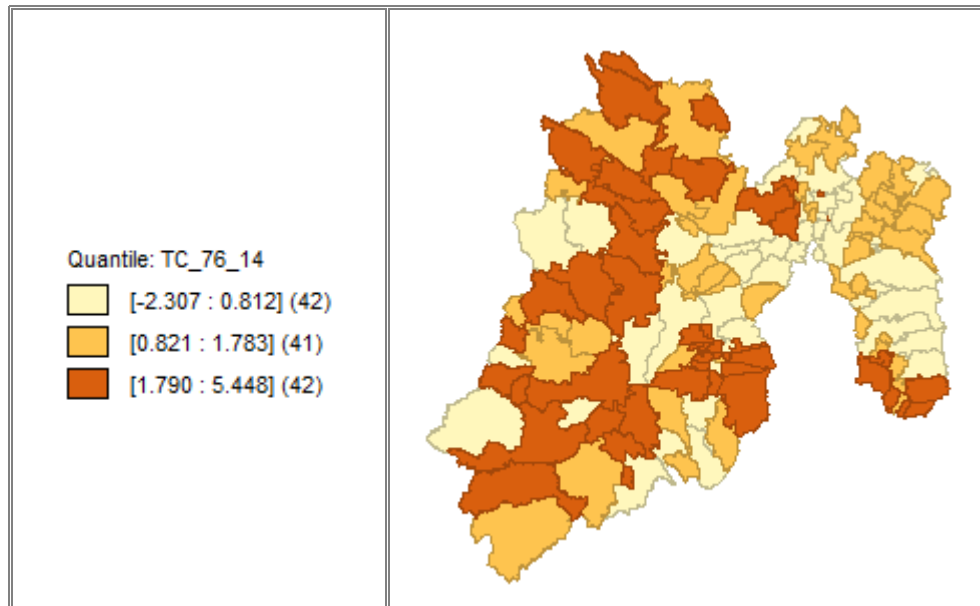 Quantile: TC_76_14
[-2.307 : 0.812] (42)
[0.821 : 1.783] (41)
[1.790 : 5.448] (42)